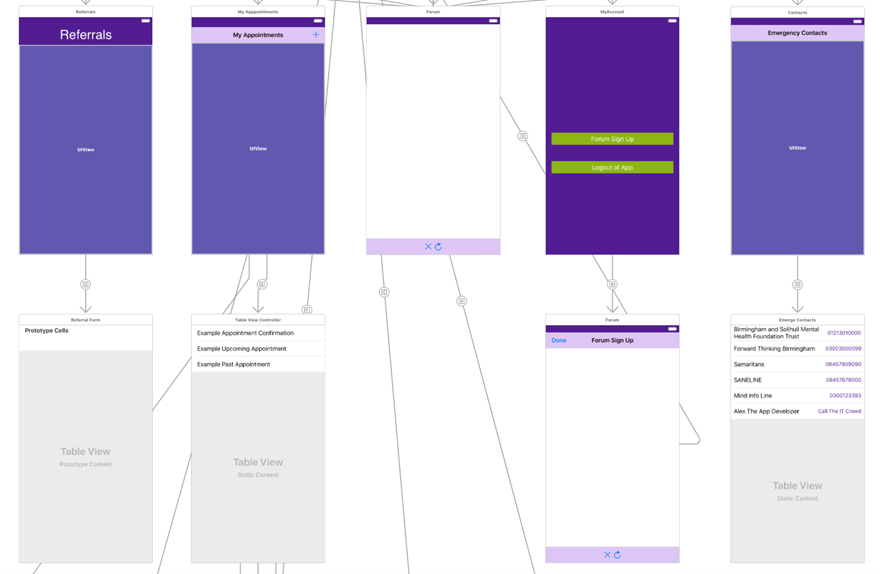 Referrals
My Apppointments
Forum
MyAccount
Contacts
Referrals
My Appointments
Emergency Contacts
Forum Sign Up
UIView
UIView
UIView
Logout of App
Referral Form
Table View Controller
Forum
Emerge Contacts
Prototype Cells
Example Appointment Confirmation
Example Upcoming Appointment
Example Past Appointment
Done
Forum Sign Up
Birmingham and Solihull Mental
Health Foundation Trust
01213010000
Forward Thinking Birmingham
03003000099
Samaritans
08457909090
SANELINE
08457678000
Mind Info Line
0300123393
Alex The App Developer
Call The IT Crowd
Table View
Prototype Content
Table View
Static Content
Table View
Static Content